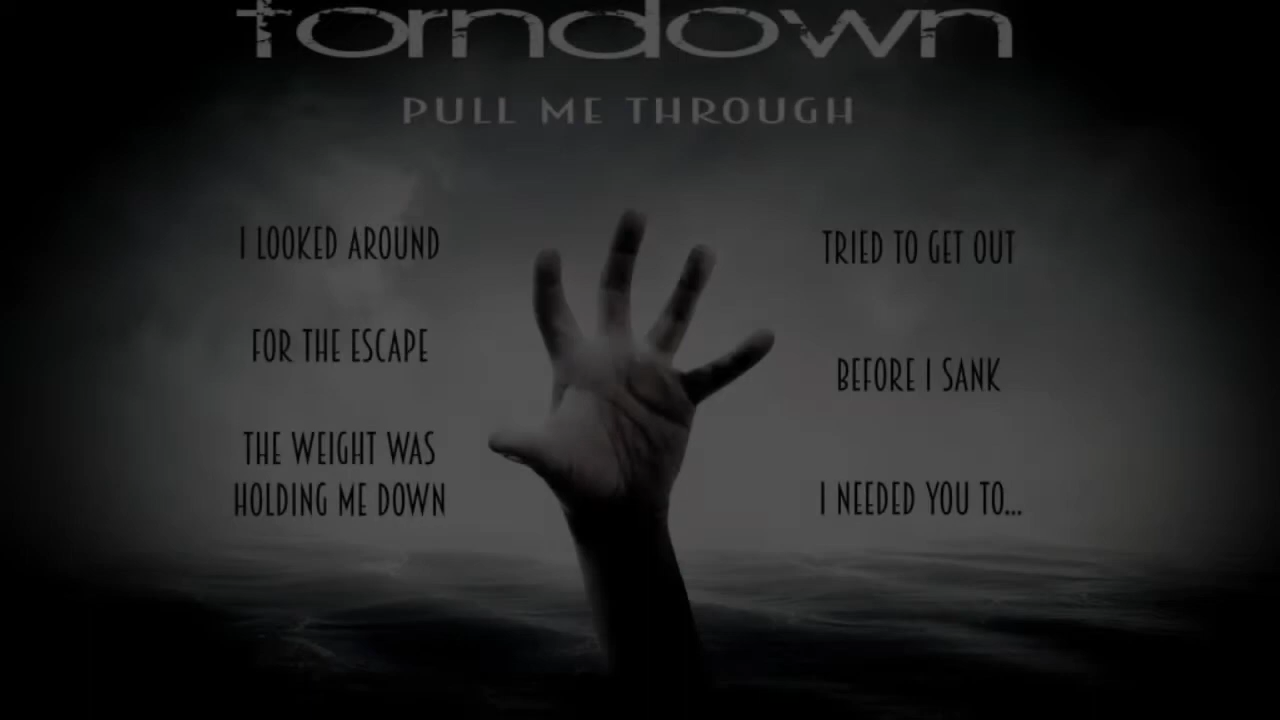 torndown
PULL ME THROUGH
I LOOKED AROUND
FOR THE ESCAPE
THE WEIGHT WAS
HOLDING ME DOWN
TRIED TO GET OUT
BEFORE I SANK
I NEEDED YOU TO...